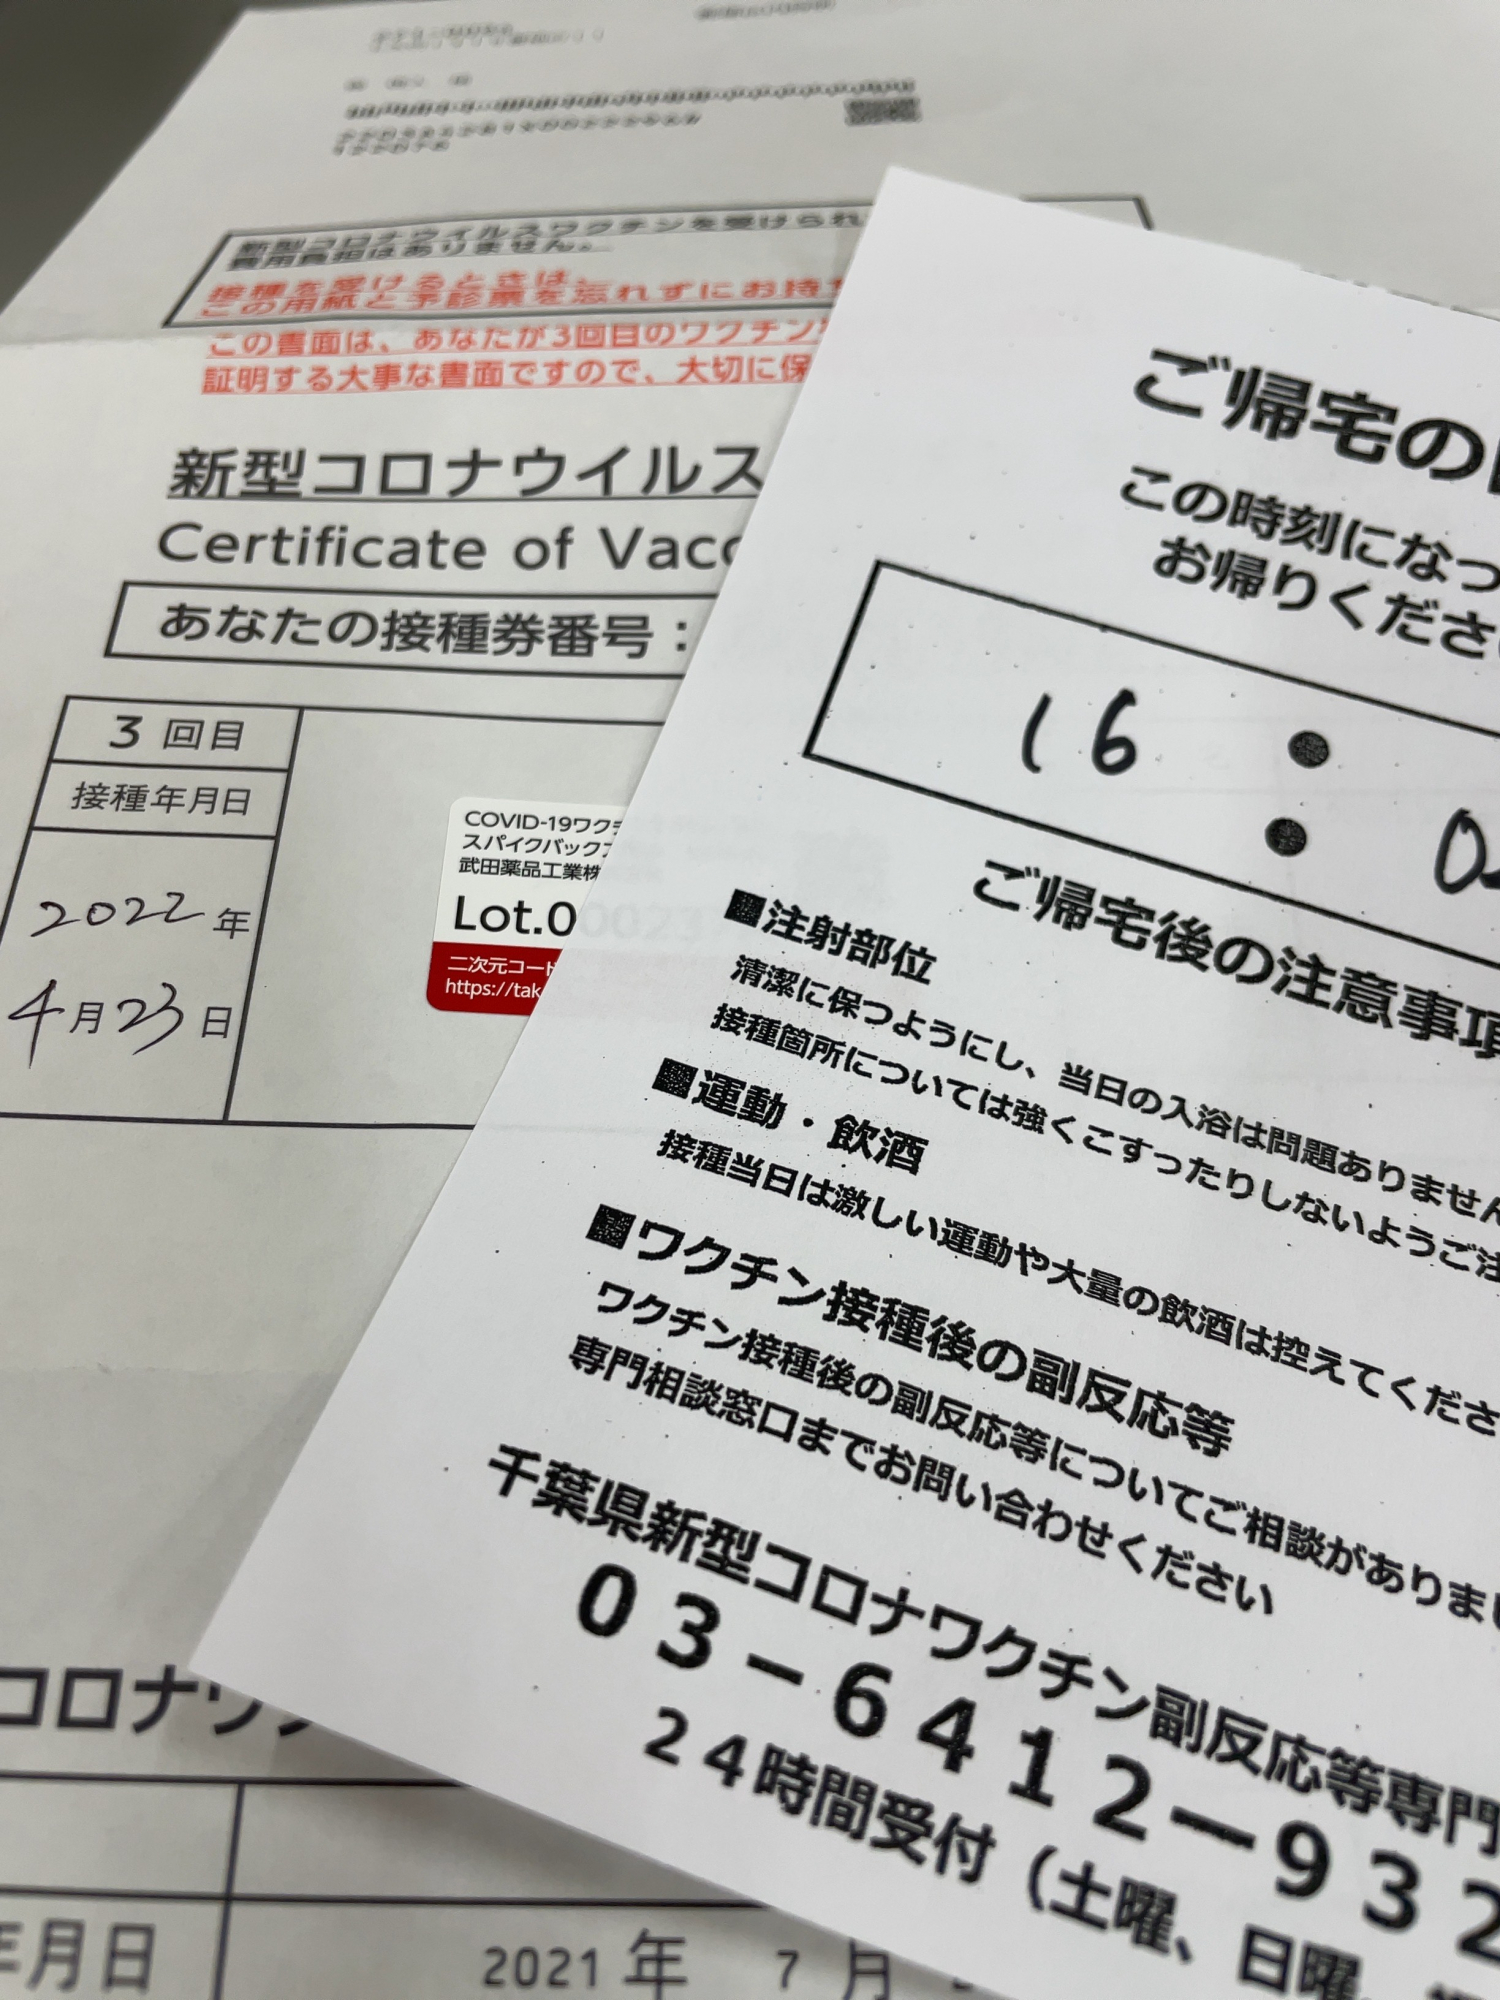 新型コロナウイルスワクチンを受けられ
費用負担はありません。
接種を受けるときは、
この用紙と予診票を忘れずにお持ち
この書面は、あなたが3回目のワクチン
証明する大事な書面ですので、大切に保
新型コロナウイルス
Certificate of Vacc
あなたの接種券番号：
3 回目
接種年月日
2022 年
4 月 23 日
COVID-19ワクチ
スパイクバックス
武田薬品工業株
Lot.0
二次元コード
https://tak
コロナワク
年月日
2021 年 7 月
ご帰宅の
この時刻になっ
お帰りくださ
16 : 0
ご帰宅後の注意事項
■注射部位
清潔に保つようにし、当日の入浴は問題ありません
接種箇所については強くこすったりしないようご注
■運動・飲酒
接種当日は激しい運動や大量の飲酒は控えてくださ
■ワクチン接種後の副反応等
ワクチン接種後の副反応等についてご相談がありまし
専門相談窓口までお問い合わせください
千葉県新型コロナワクチン副反応等専門
03-6412-932
24時間受付（土曜、日曜、